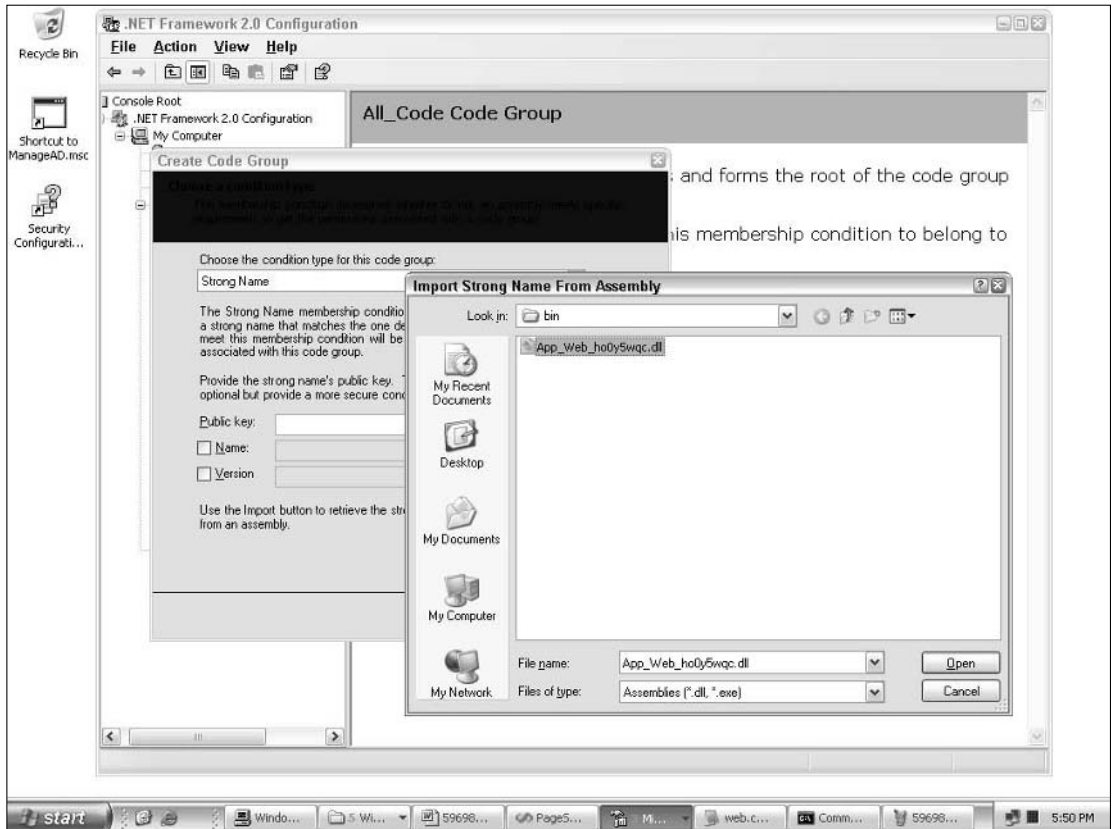 Recycle Bin
Shortcut to
ManageAD.msc
Security
Configurati...
.NET Framework 2.0 Configuration
File Action View Help
Console Root
.NET Framework 2.0 Configuration
My Computer
All_Code Code Group
and forms the root of the code group
his membership condition to belong to
Create Code Group
Choose a condition type
Choose the condition type for this code group:
Strong Name
The Strong Name membership conditio
a strong name that matches the one de
meet this membership condition will be
associated with this code group.
Provide the strong name's public key.
optional but provide a more secure con
Public key:
Name:
Version
Use the Import button to retrieve the str
from an assembly.
Import Strong Name From Assembly
Look in: bin
App_Web_ho0y5wqc.dll
My Recent
Documents
Desktop
My Documents
My Computer
My Network
File name: App_Web_ho0y5wqc.dll Open
Files of type: Assemblies (*.dll, *.exe) Cancel
start Windo... 5 Wi... 59698... Page5... M... web.c... Comm... 59698... 5:50 PM